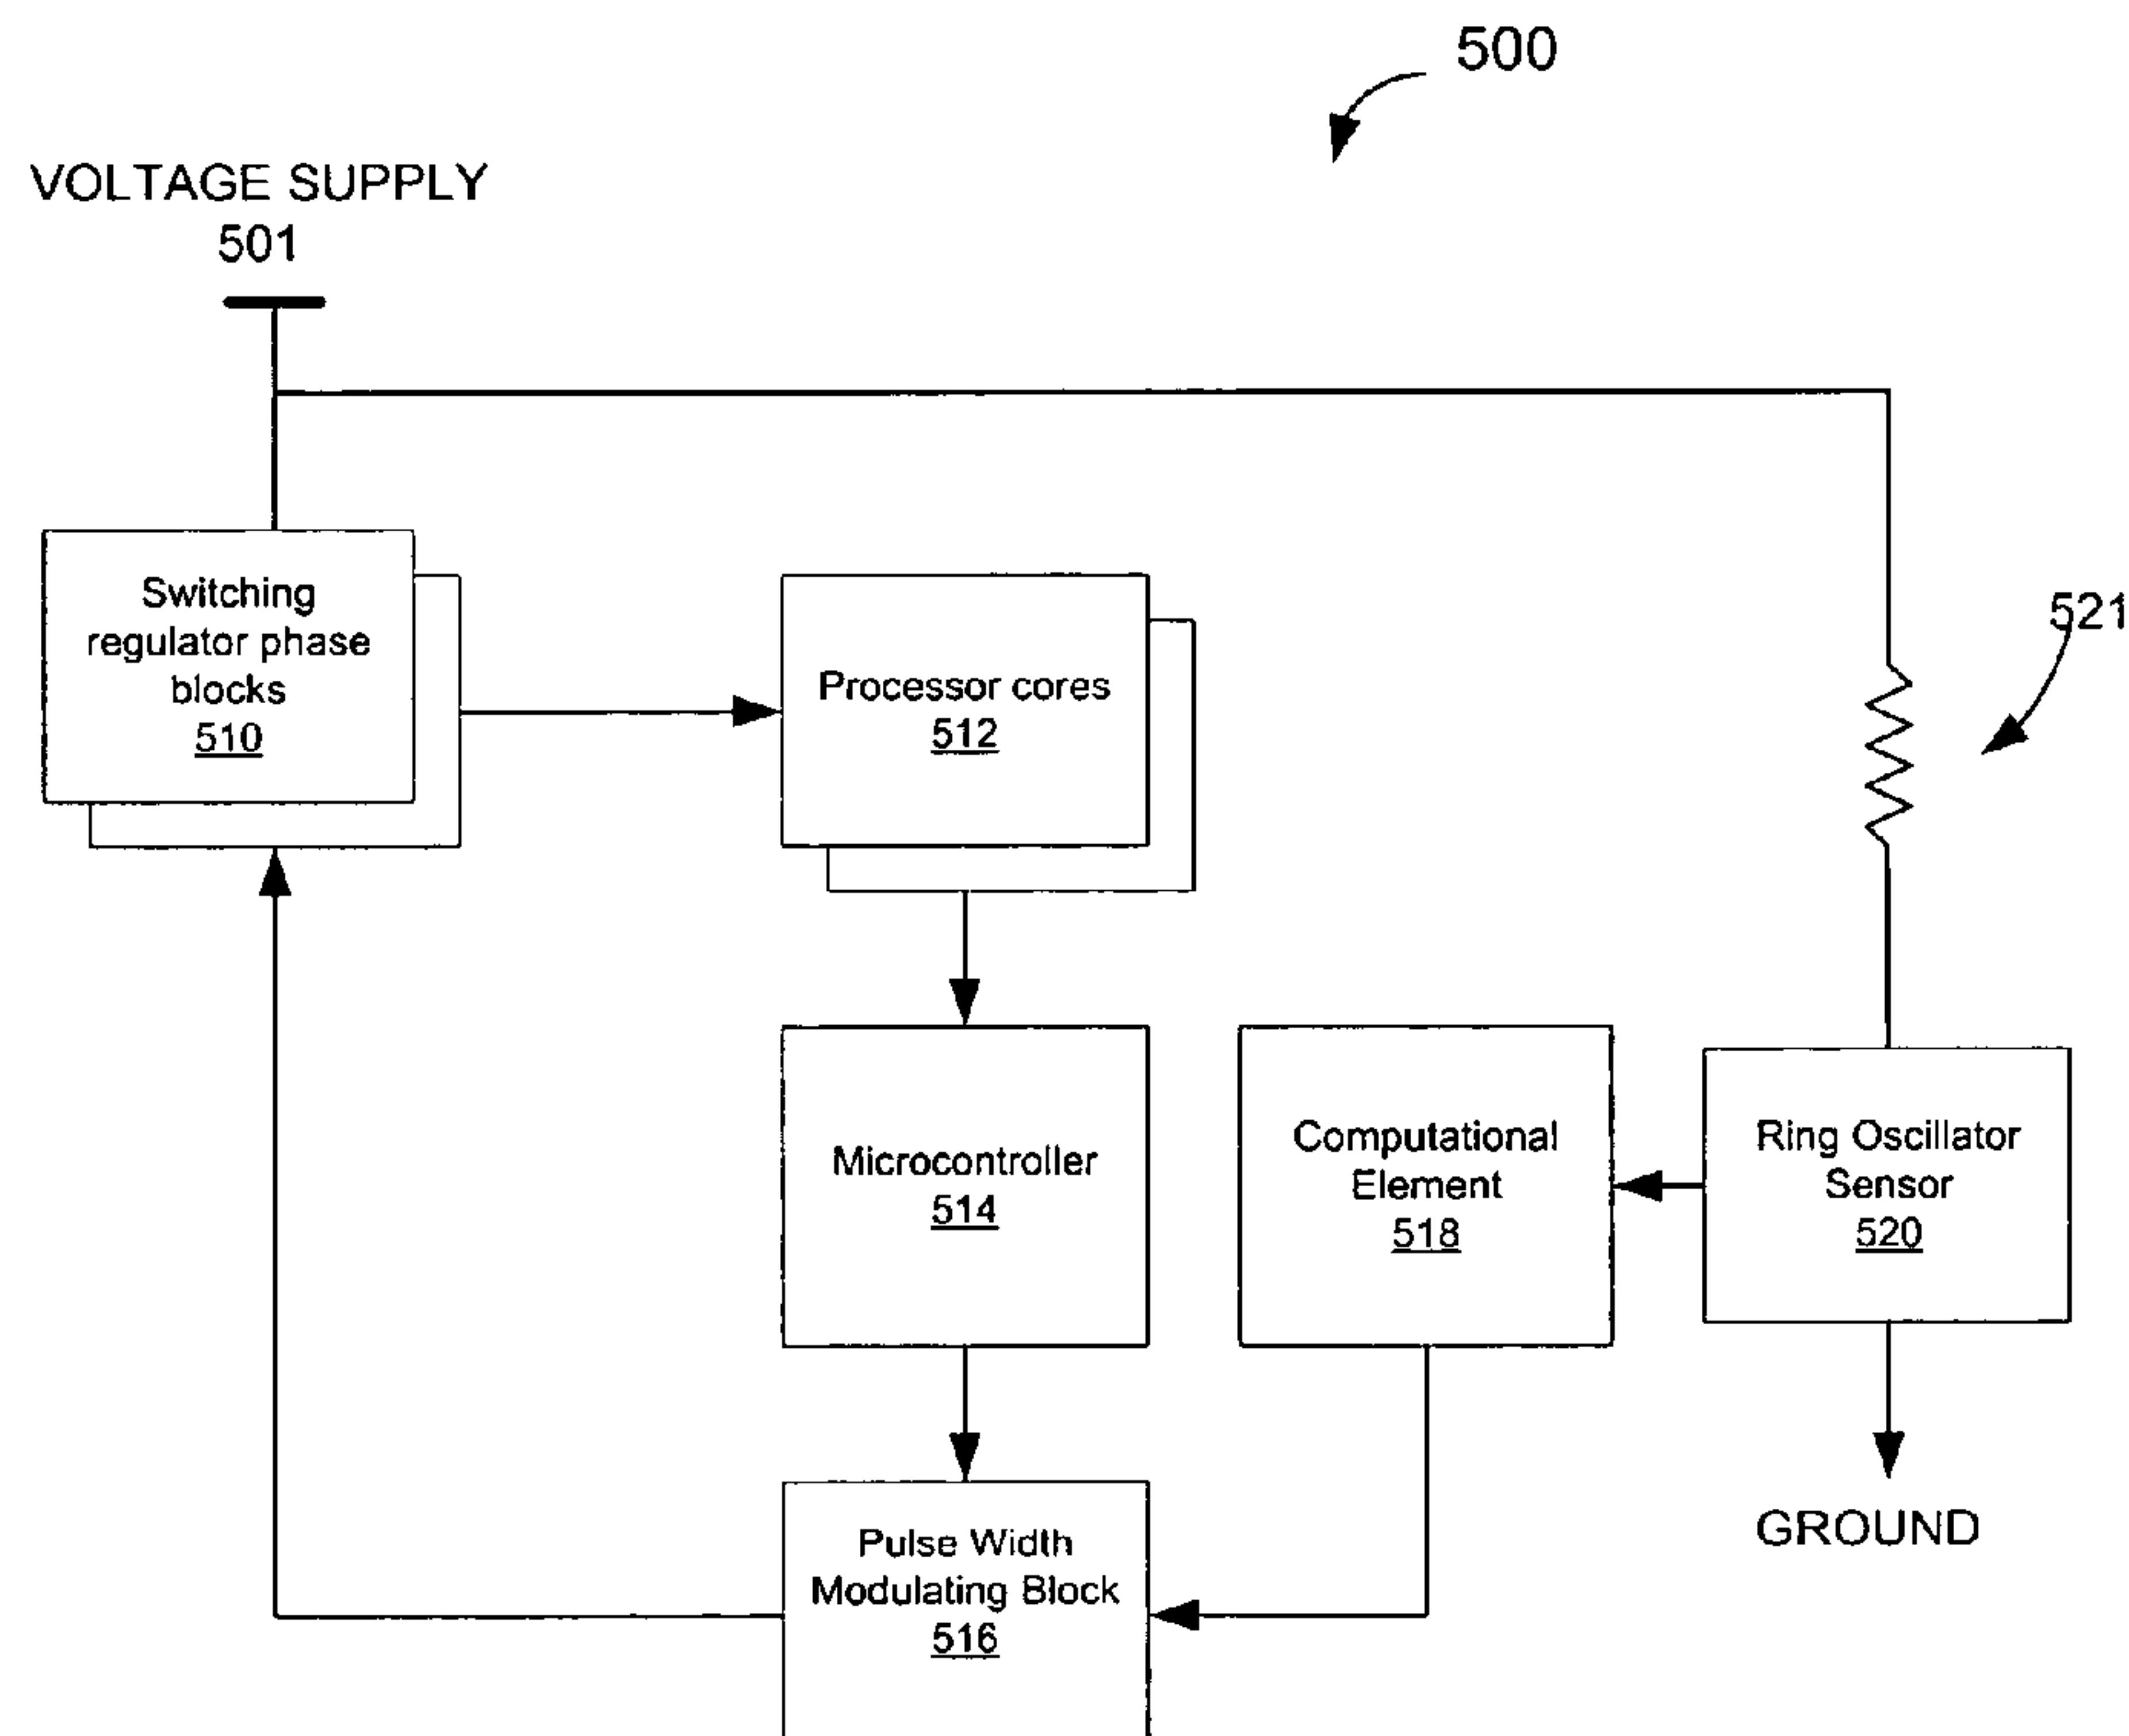 500
VOLTAGE SUPPLY
501
Switching
regulator phase
blocks
510
Processor cores
512
521
Microcontroller
514
Computational
Element
518
Ring Oscillator
Sensor
520
GROUND
Pulse Width
Modulating Block
516